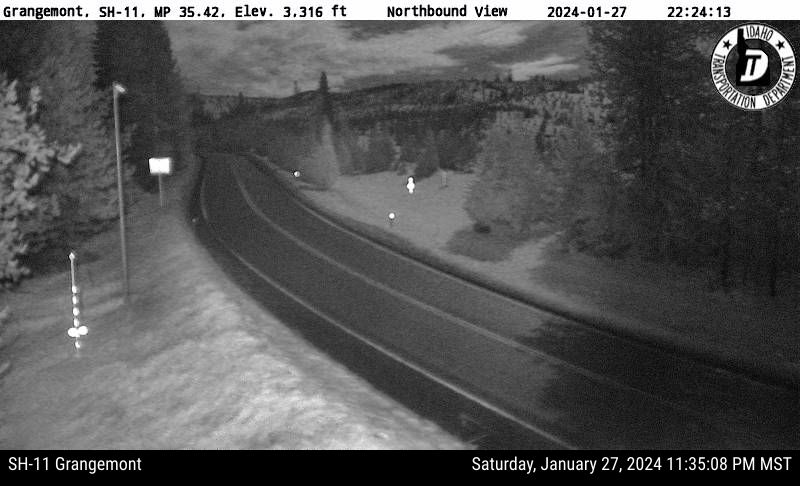 Grangemont, SH-11, MP 35.42, Elev. 3,316 ft Northbound View 2024-01-27 22:24:13
IDAHO
TRANSPORTATION DEPARTMENT
SH-11 Grangemont Saturday, January 27, 2024 11:35:08 PM MST